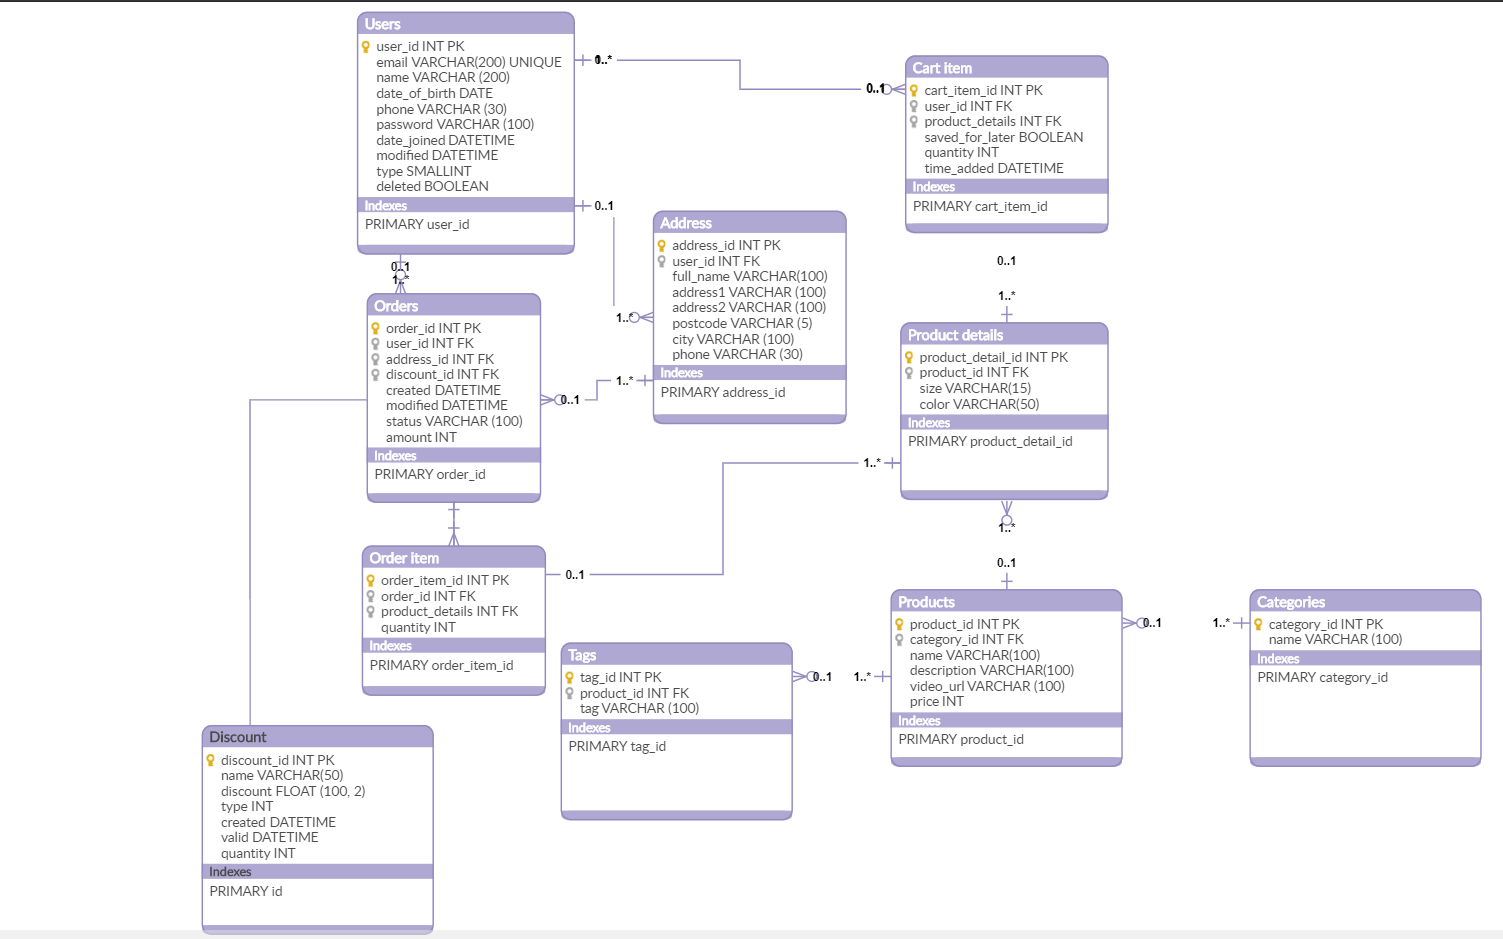 Users
user_id INT PK
email VARCHAR(200) UNIQUE
name VARCHAR (200)
date_of_birth DATE
phone VARCHAR (30)
password VARCHAR (100)
date_joined DATETIME
modified DATETIME
type SMALLINT
deleted BOOLEAN
Indexes
PRIMARY user_id
0..1
0..1
1..*
Cart item
cart_item_id INT PK
user_id INT FK
product_details INT FK
saved_for_later BOOLEAN
quantity INT
time_added DATETIME
Indexes
PRIMARY cart_item_id
0..1
0..1
1..*
Address
address_id INT PK
user_id INT FK
full_name VARCHAR(100)
address1 VARCHAR (100)
address2 VARCHAR (100)
postcode VARCHAR (5)
city VARCHAR (100)
phone VARCHAR (30)
Indexes
PRIMARY address_id
1..*
1..*
Orders
order_id INT PK
user_id INT FK
address_id INT FK
discount_id INT FK
created DATETIME
modified DATETIME
status VARCHAR (100)
amount INT
Indexes
PRIMARY order_id
0..1
Product details
product_detail_id INT PK
product_id INT FK
size VARCHAR(15)
color VARCHAR(50)
Indexes
PRIMARY product_detail_id
1..*
1..*
0..1
Order item
order_item_id INT PK
order_id INT FK
product_details INT FK
quantity INT
Indexes
PRIMARY order_item_id
0..1
Products
product_id INT PK
category_id INT FK
name VARCHAR(100)
description VARCHAR(100)
video_url VARCHAR (100)
price INT
Indexes
PRIMARY product_id
0..1
1..*
Categories
category_id INT PK
name VARCHAR (100)
Indexes
PRIMARY category_id
Tags
tag_id INT PK
product_id INT FK
tag VARCHAR (100)
Indexes
PRIMARY tag_id
0..1
1..*
Discount
discount_id INT PK
name VARCHAR(50)
discount FLOAT (100, 2)
type INT
created DATETIME
valid DATETIME
quantity INT
Indexes
PRIMARY id